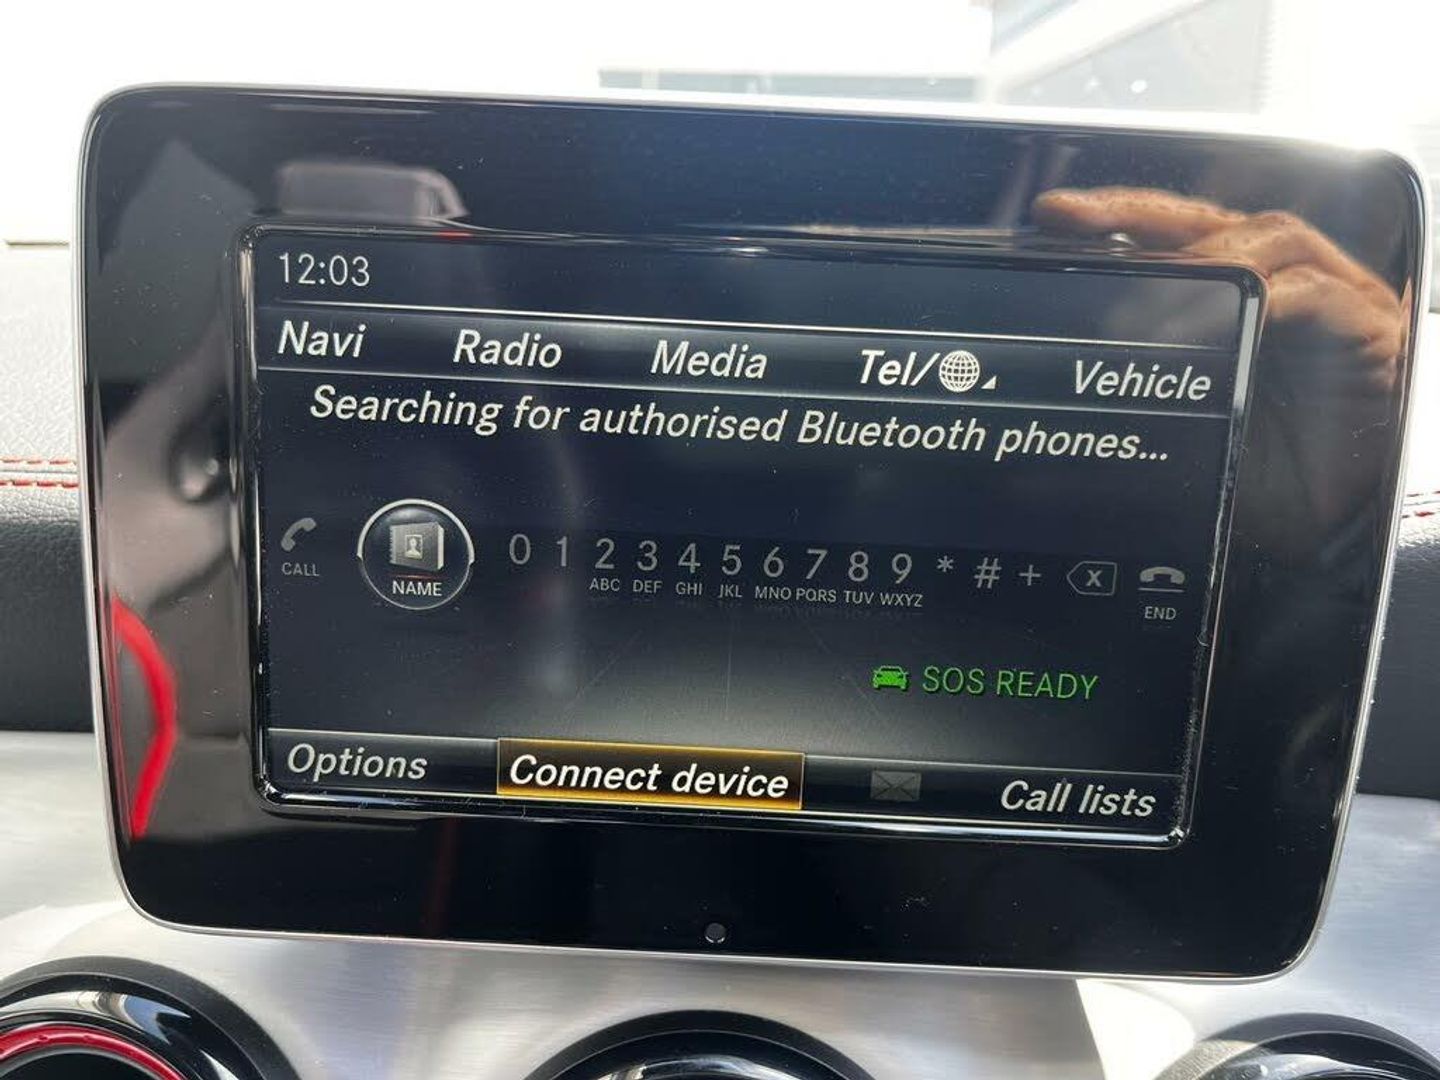 12:03
Navi Radio Media Tel/ Vehicle
Searching for authorised Bluetooth phones...
0 1 2 3 4 5 6 7 8 9 * # + X
CALL NAME ABC DEF GHI JKL MNO PQRS TUV WXYZ END
SOS READY
Options Connect device Call lists